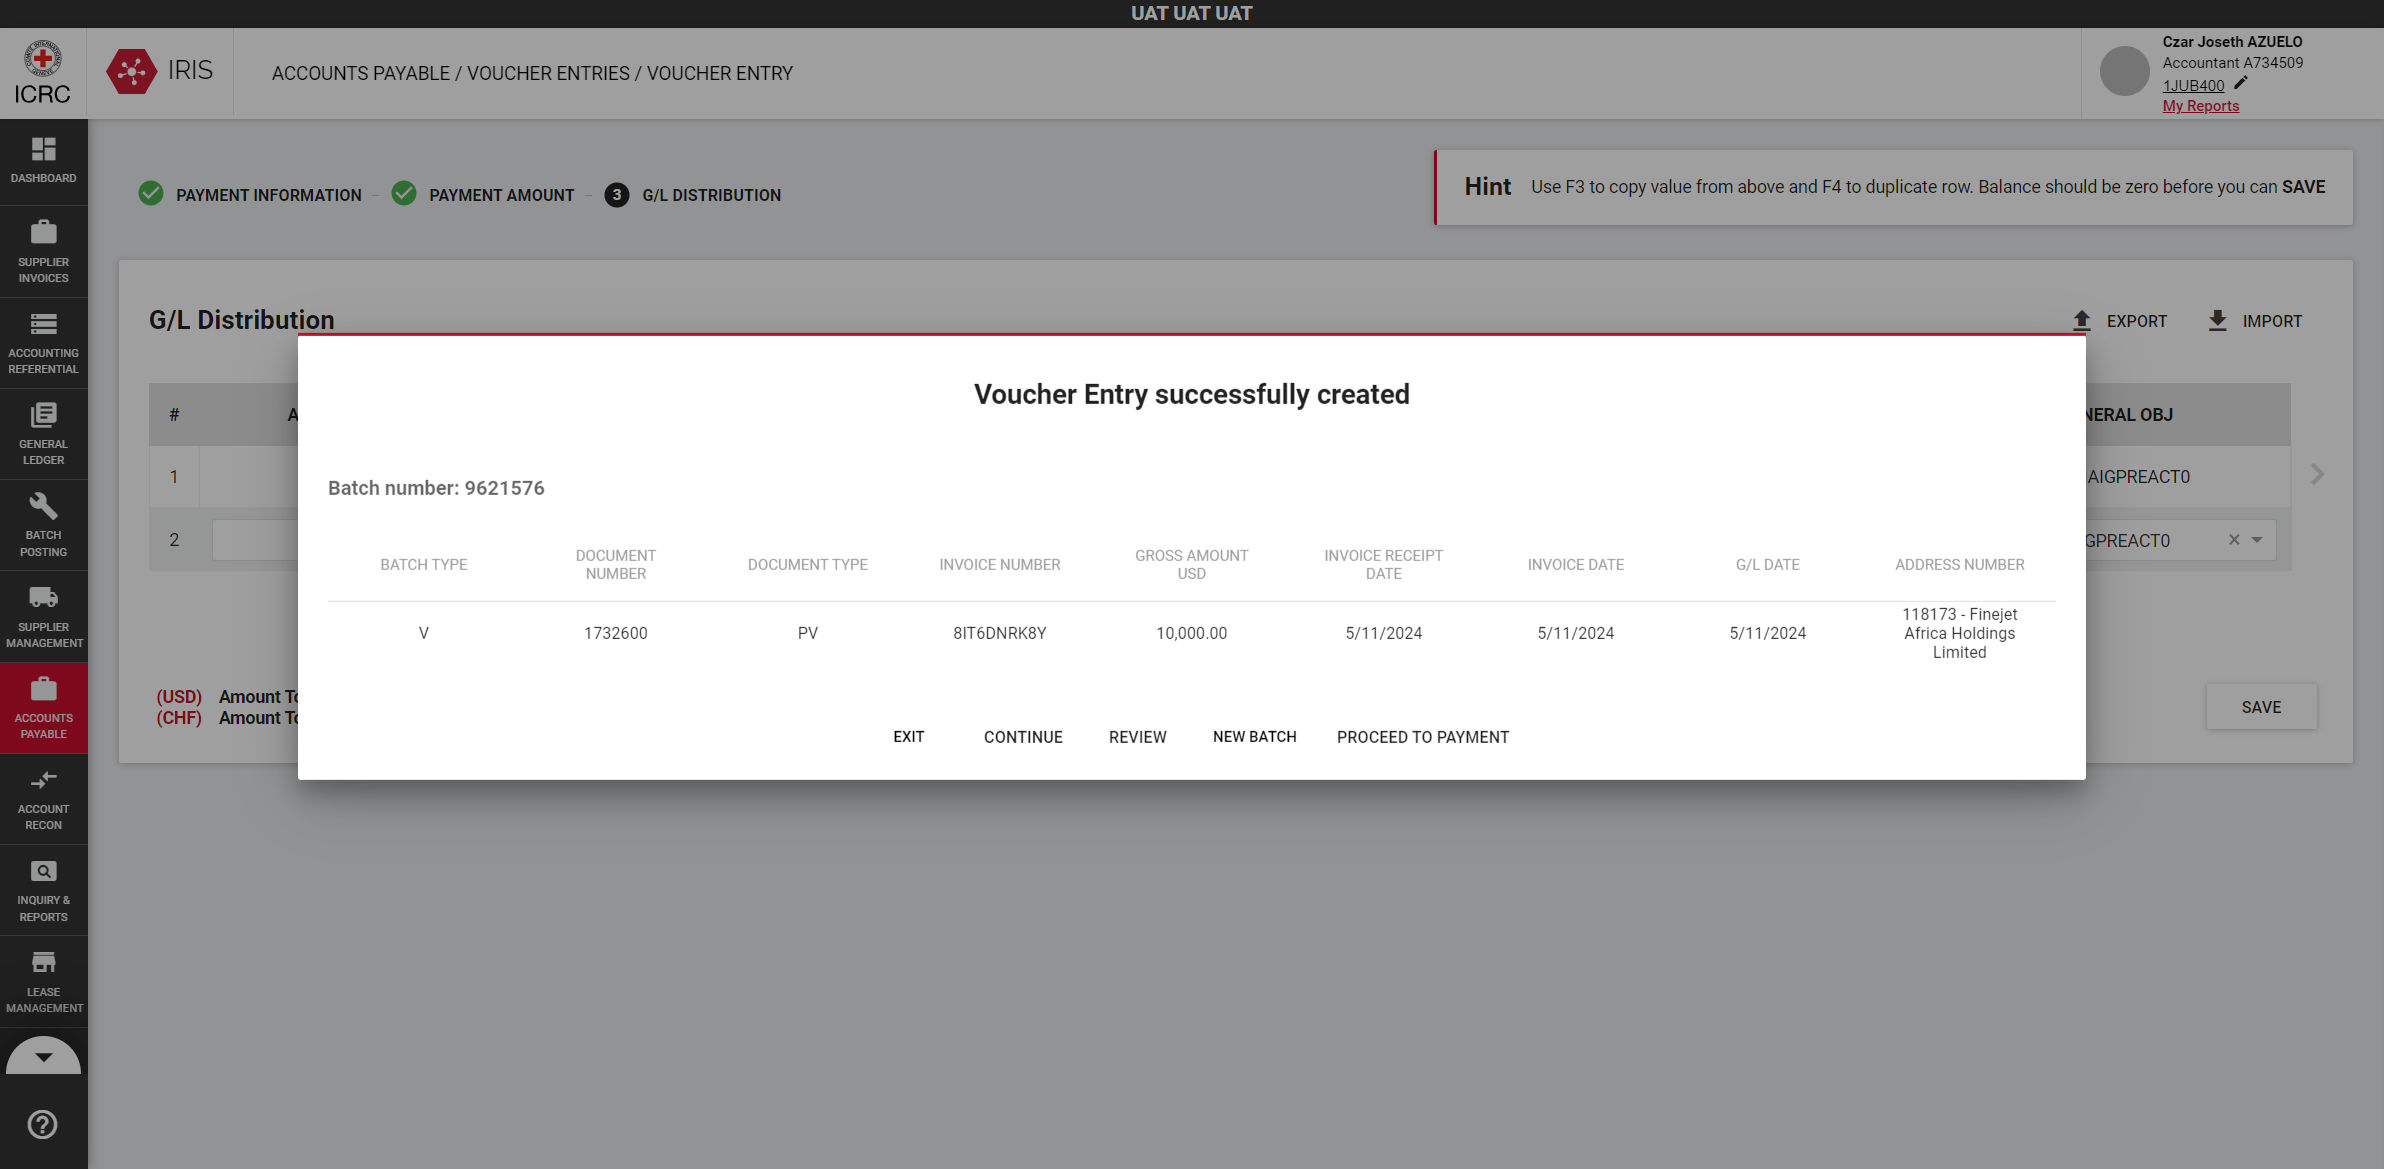 UAT UAT UAT
ICRC
IRIS
ACCOUNTS PAYABLE / VOUCHER ENTRIES / VOUCHER ENTRY
Czar Joseth AZUELO
Accountant A734509
1JUB400
My Reports
DASHBOARD
SUPPLIER
INVOICES
ACCOUNTING
REFERENTIAL
GENERAL
LEDGER
BATCH
POSTING
SUPPLIER
MANAGEMENT
ACCOUNTS
PAYABLE
ACCOUNT
RECON
INQUIRY &
REPORTS
LEASE
MANAGEMENT
PAYMENT INFORMATION
PAYMENT AMOUNT
3 G/L DISTRIBUTION
Hint Use F3 to copy value from above and F4 to duplicate row. Balance should be zero before you can SAVE
G/L Distribution
EXPORT
IMPORT
# A
NERAL OBJ
1
AIGPREACT0
2
GPREACT0
(USD) Amount To
(CHF) Amount To
SAVE
Voucher Entry successfully created
Batch number: 9621576
BATCH TYPE
DOCUMENT
NUMBER
DOCUMENT TYPE
INVOICE NUMBER
GROSS AMOUNT
USD
INVOICE RECEIPT
DATE
INVOICE DATE
G/L DATE
ADDRESS NUMBER
V
1732600
PV
8IT6DNRK8Y
10,000.00
5/11/2024
5/11/2024
5/11/2024
118173 - Finejet
Africa Holdings
Limited
EXIT
CONTINUE
REVIEW
NEW BATCH
PROCEED TO PAYMENT